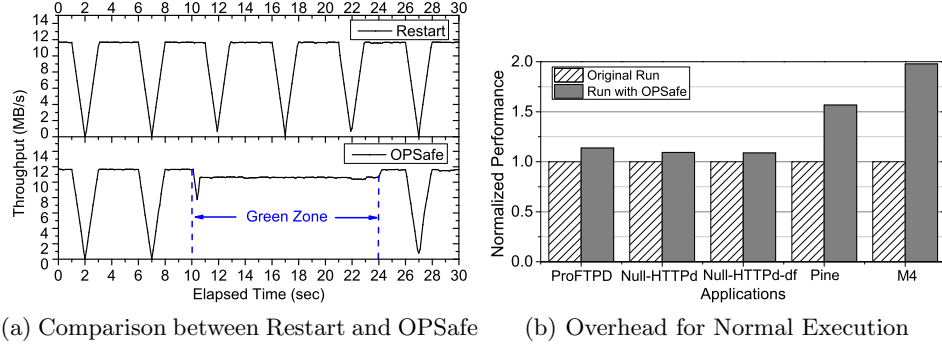 0 2 4 6 8 10 12 14 16 18 20 22 24 26 28 30
14
12
10
8
6
4
2
0
Restart
14
12
10
8
6
4
2
0
OPSafe
Green Zone
Throughput (MB/s)
0 2 4 6 8 10 12 14 16 18 20 22 24 26 28 30
Elapsed Time (sec)
(a) Comparison between Restart and OPSafe
2.0
1.5
1.0
0.5
0.0
Original Run
Run with OPSafe
Normalized Performance
ProFTPD Null-HTTPd Null-HTTPd-df Pine M4
Applications
(b) Overhead for Normal Execution